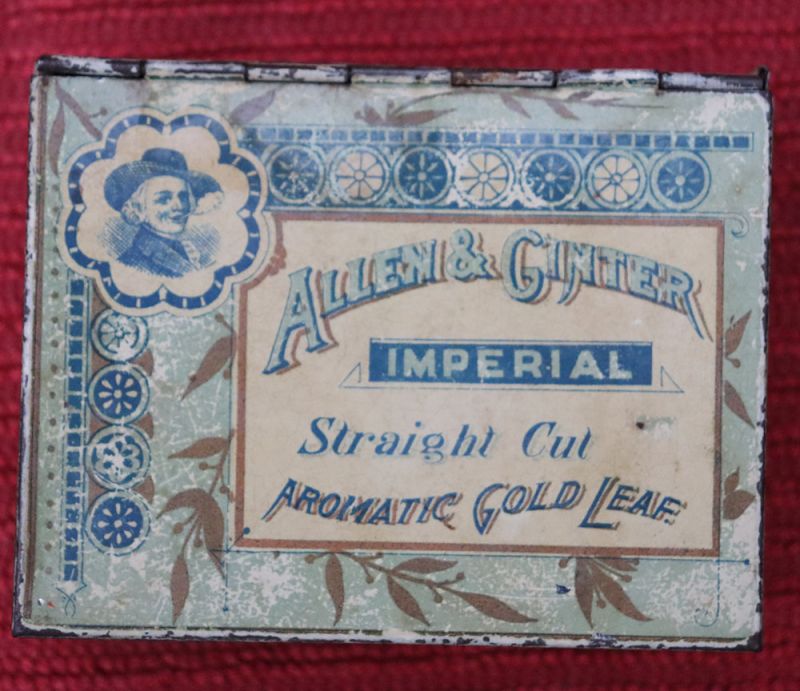 ALLEN & GINTER
IMPERIAL
Straight Cut
AROMATIC GOLD LEAF.